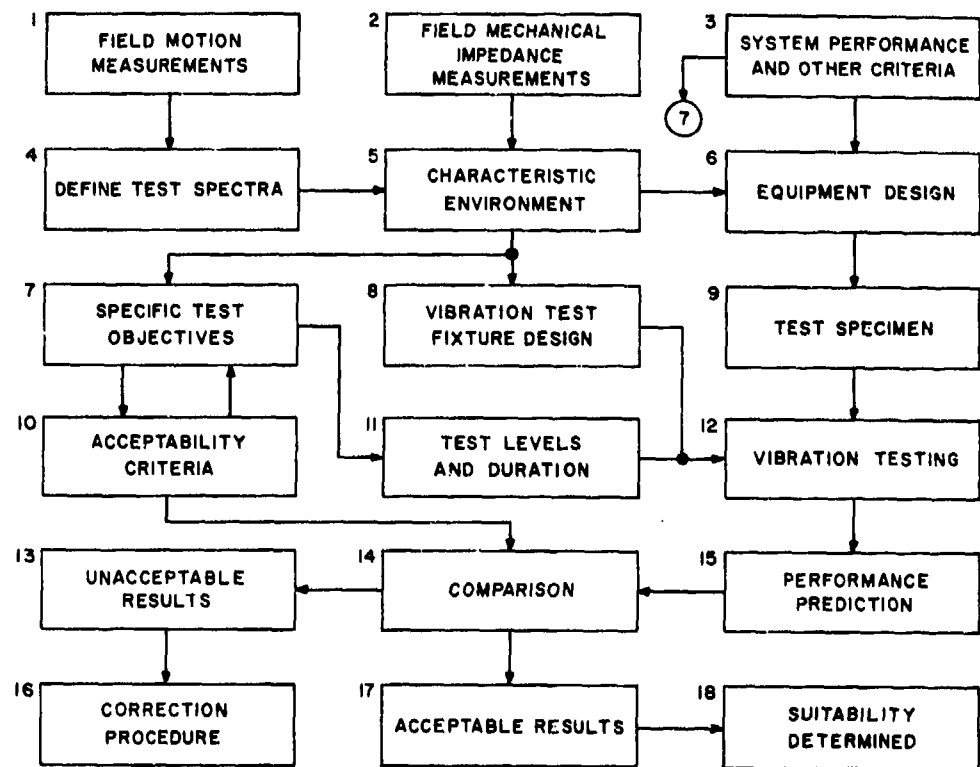 1
FIELD MOTION
MEASUREMENTS
2
FIELD MECHANICAL
IMPEDANCE
MEASUREMENTS
3
SYSTEM PERFORMANCE
AND OTHER CRITERIA
7
4
DEFINE TEST SPECTRA
5
CHARACTERISTIC
ENVIRONMENT
6
EQUIPMENT DESIGN
7
SPECIFIC TEST
OBJECTIVES
8
VIBRATION TEST
FIXTURE DESIGN
9
TEST SPECIMEN
10
ACCEPTABILITY
CRITERIA
11
TEST LEVELS
AND DURATION
12
VIBRATION TESTING
13
UNACCEPTABLE
RESULTS
14
COMPARISON
15
PERFORMANCE
PREDICTION
16
CORRECTION
PROCEDURE
17
ACCEPTABLE RESULTS
18
SUITABILITY
DETERMINED